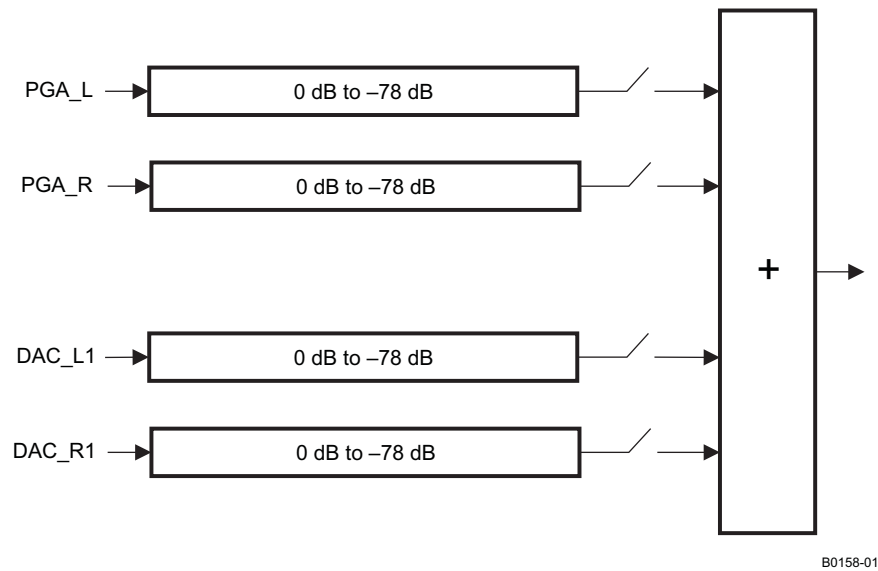 PGA_L
0 dB to –78 dB
PGA_R
0 dB to –78 dB
+
DAC_L1
0 dB to –78 dB
DAC_R1
0 dB to –78 dB
B0158-01